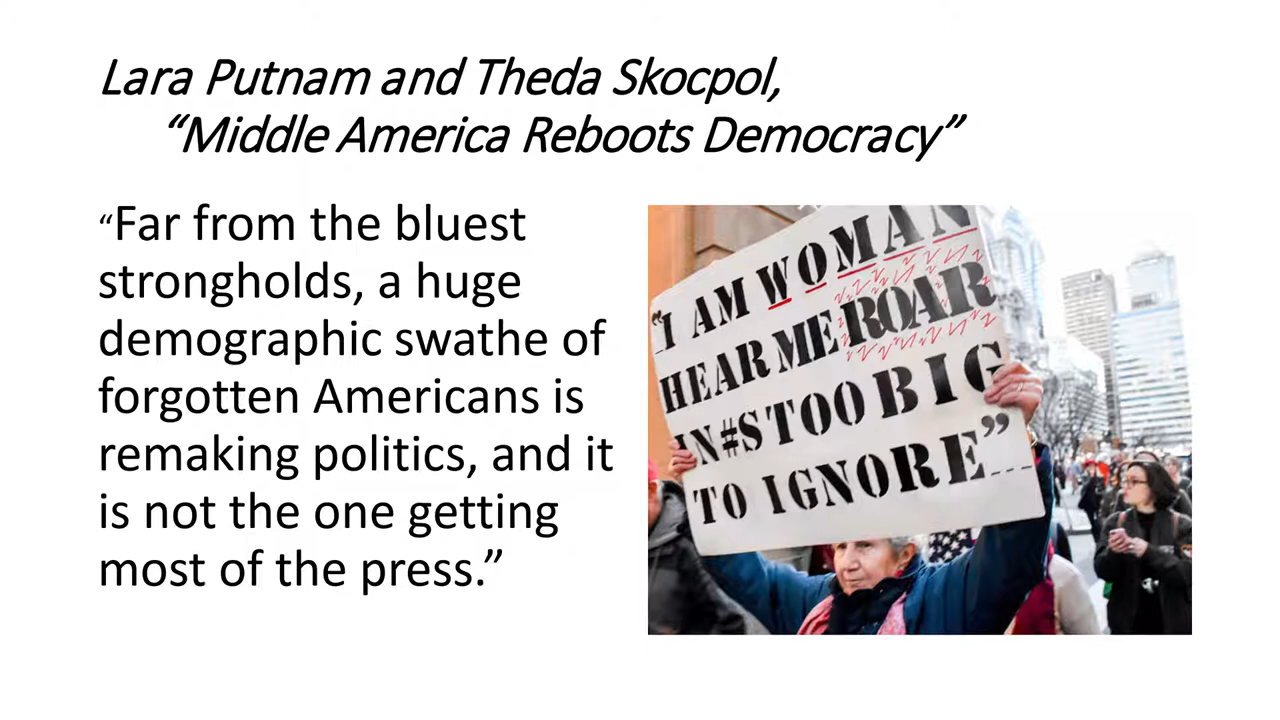 Lara Putnam and Theda Skocpol,
“Middle America Reboots Democracy”
“Far from the bluest
strongholds, a huge
demographic swathe of
forgotten Americans is
remaking politics, and it
is not the one getting
most of the press.”
“I AM WOMAN
HEAR ME ROAR
IN #S TOO BIG
TO IGNORE”---